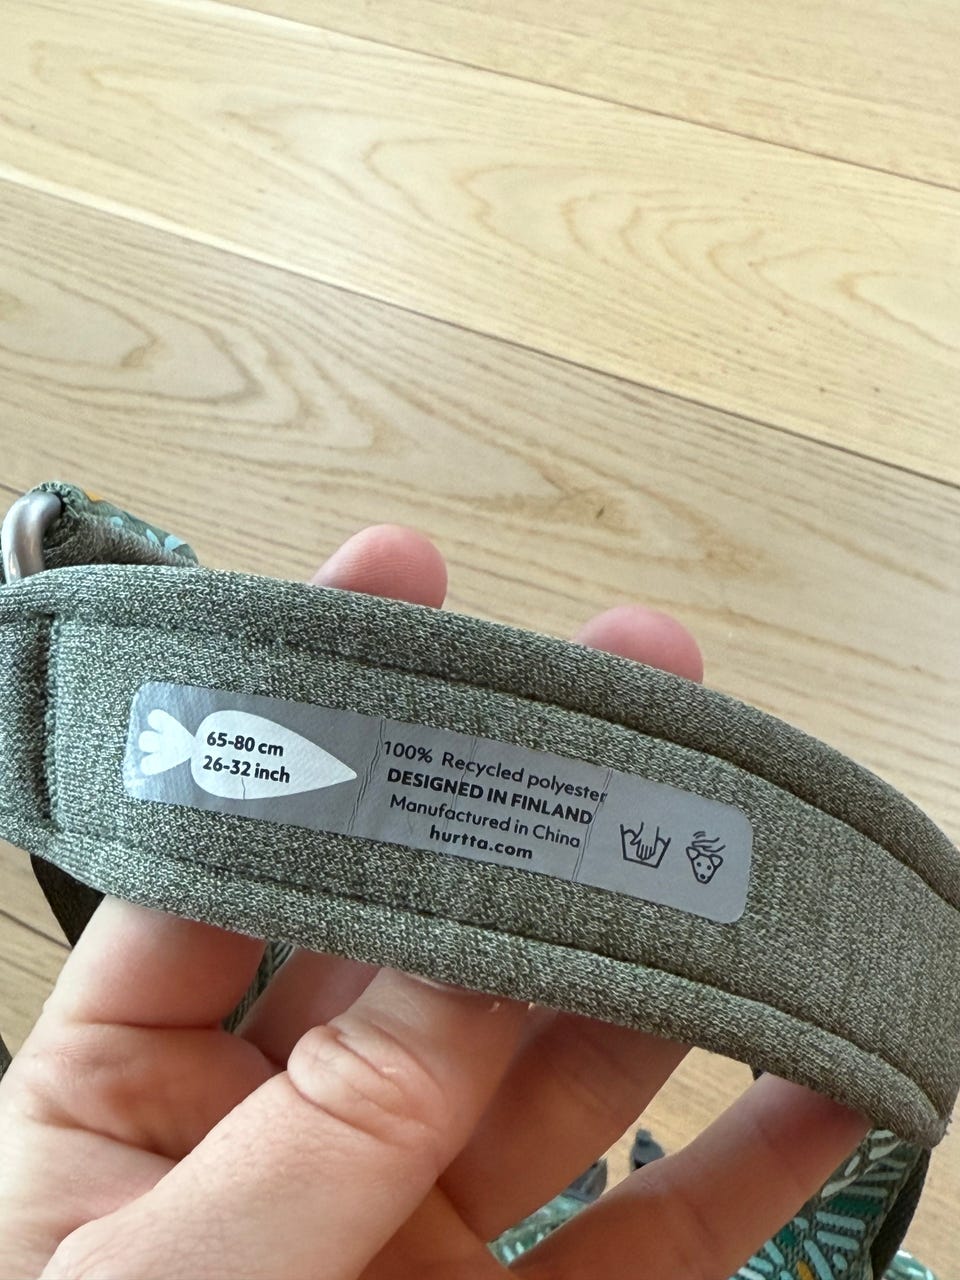 65-80 cm
26-32 inch
100% Recycled polyester
DESIGNED IN FINLAND
Manufactured in China
hurtta.com